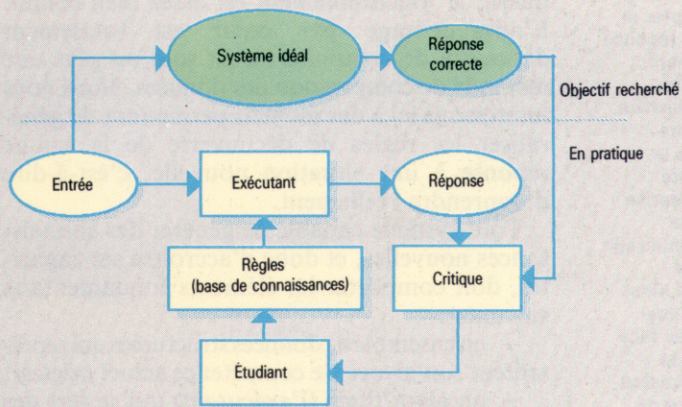 Système idéal
Réponse
correcte
Objectif recherché
En pratique
Entrée
Exécutant
Réponse
Règles
(base de connaissances)
Critique
Étudiant